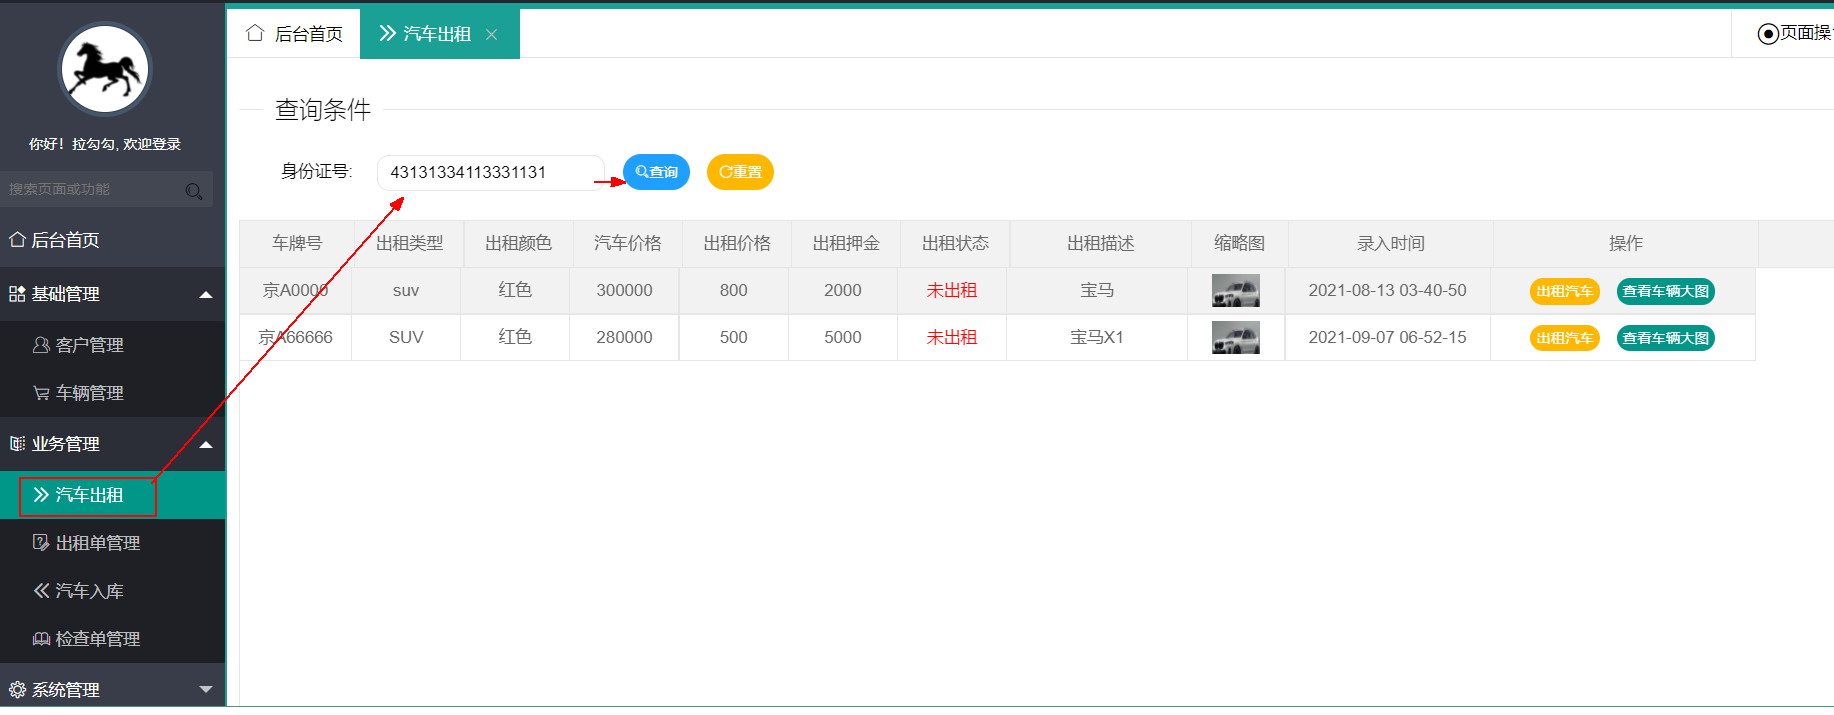 你好！拉勾勾, 欢迎登录
搜索页面或功能
后台首页
基础管理
客户管理
车辆管理
业务管理
汽车出租
出租单管理
汽车入库
检查单管理
系统管理
后台首页 汽车出租
页面操
查询条件
身份证号: 43131334113331131 查询 重置
车牌号 出租类型 出租颜色 汽车价格 出租价格 出租押金 出租状态 出租描述 缩略图 录入时间 操作
京A0000 suv 红色 300000 800 2000 未出租 宝马 2021-08-13 03-40-50 出租汽车 查看车辆大图
京A66666 SUV 红色 280000 500 5000 未出租 宝马X1 2021-09-07 06-52-15 出租汽车 查看车辆大图